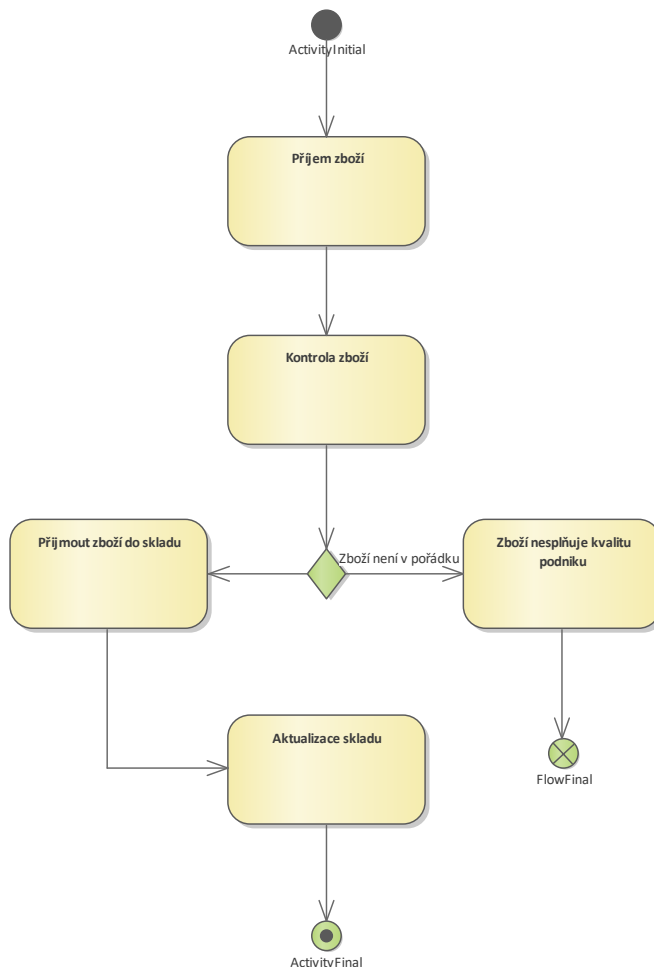 ActivityInitial
Příjem zboží
Kontrola zboží
Přijmout zboží do skladu
Zboží není v pořádku
Zboží nesplňuje kvalitu
podniku
Aktualizace skladu
FlowFinal
ActivityFinal